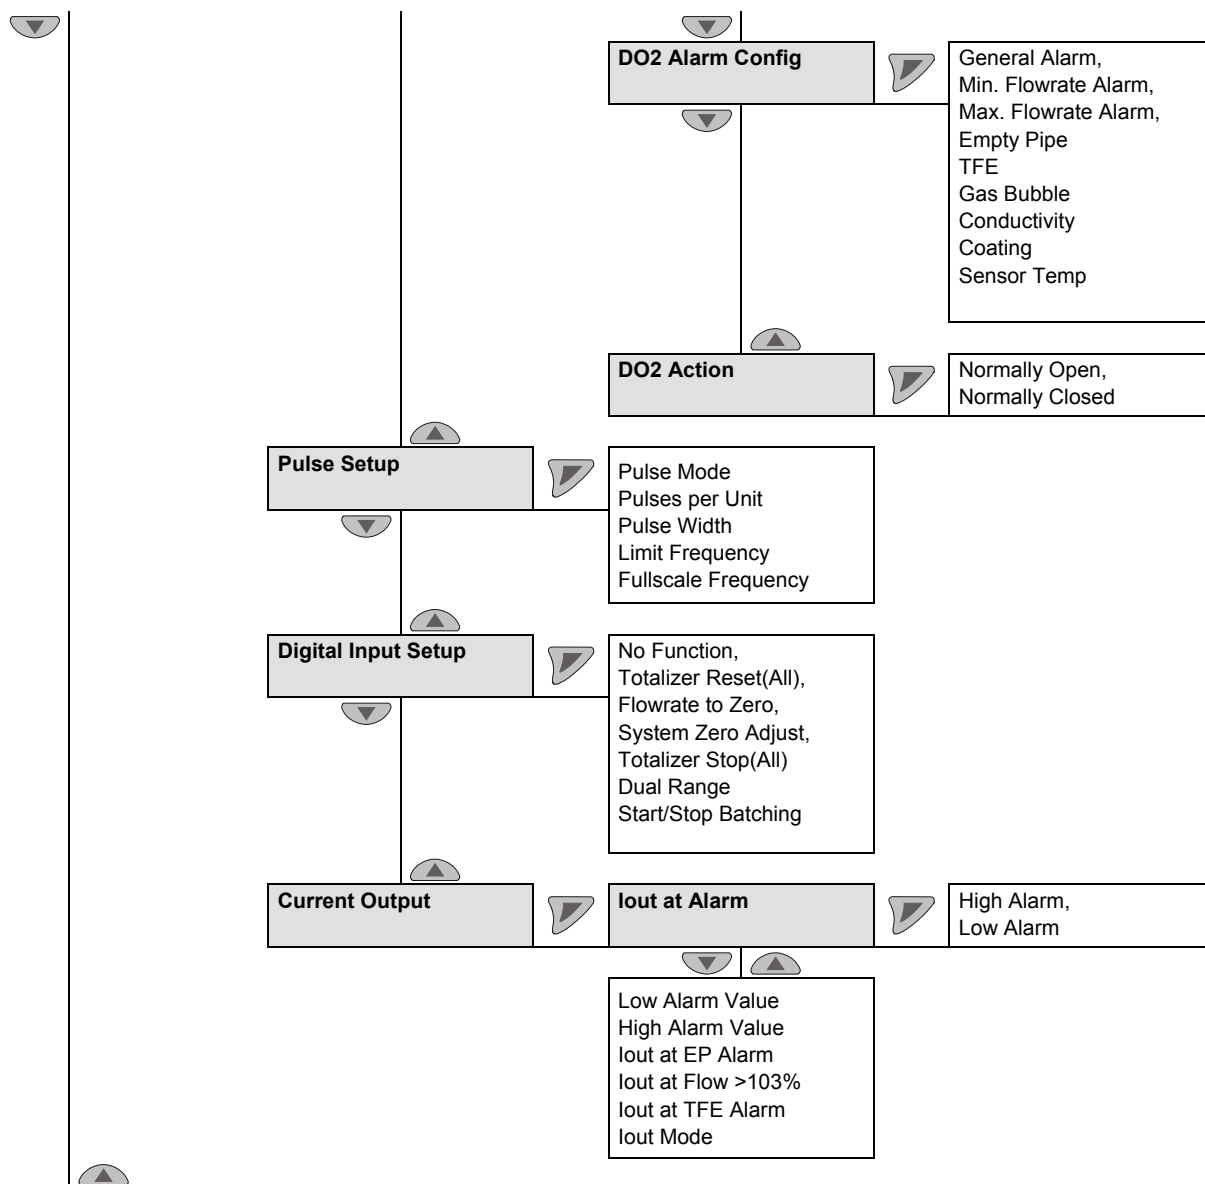 DO2 Alarm Config
General Alarm,
Min. Flowrate Alarm,
Max. Flowrate Alarm,
Empty Pipe
TFE
Gas Bubble
Conductivity
Coating
Sensor Temp
DO2 Action
Normally Open,
Normally Closed
Pulse Setup
Pulse Mode
Pulses per Unit
Pulse Width
Limit Frequency
Fullscale Frequency
Digital Input Setup
No Function,
Totalizer Reset(All),
Flowrate to Zero,
System Zero Adjust,
Totalizer Stop(All)
Dual Range
Start/Stop Batching
Current Output
Iout at Alarm
High Alarm,
Low Alarm
Low Alarm Value
High Alarm Value
Iout at EP Alarm
Iout at Flow >103%
Iout at TFE Alarm
Iout Mode